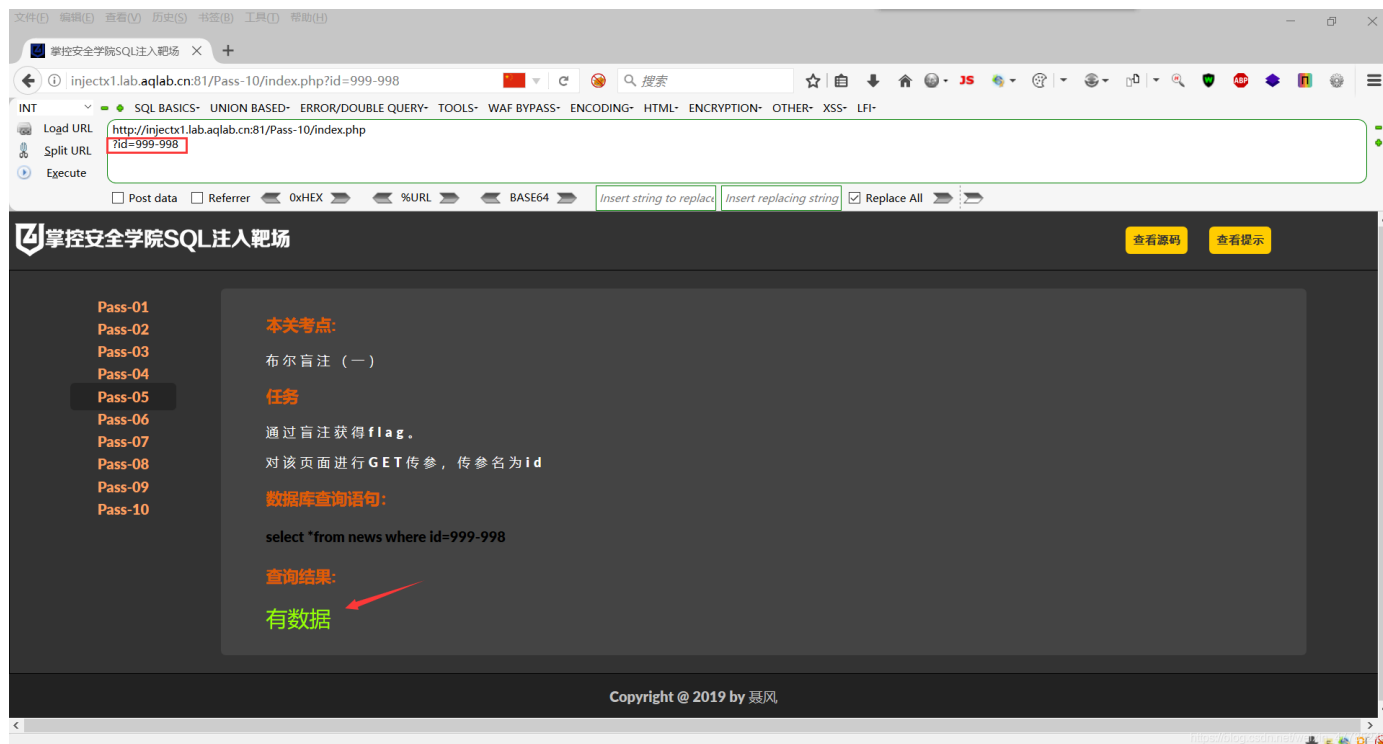 文件(F) 编辑(E) 查看(V) 历史(S) 书签(B) 工具(T) 帮助(H)
掌控安全学院SQL注入靶场
injectx1.lab.aqlab.cn:81/Pass-10/index.php?id=999-998
搜索
JS
ABP
INT
SQL BASICS UNION BASED ERROR/DOUBLE QUERY TOOLS WAF BYPASS ENCODING HTML ENCRYPTION OTHER XSS LFI
Load URL
http://injectx1.lab.aqlab.cn:81/Pass-10/index.php
?id=999-998
Split URL
Execute
Post data Referrer 0xHEX %URL BASE64 Insert string to replace Insert replacing string Replace All
掌控安全学院SQL注入靶场
查看源码 查看提示
Pass-01
Pass-02
Pass-03
Pass-04
Pass-05
Pass-06
Pass-07
Pass-08
Pass-09
Pass-10
本关考点:
布尔盲注（一）
任务
通过盲注获得flag。
对该页面进行GET传参，传参名为id
数据库查询语句:
select *from news where id=999-998
查询结果:
有数据
Copyright @ 2019 by 聂风